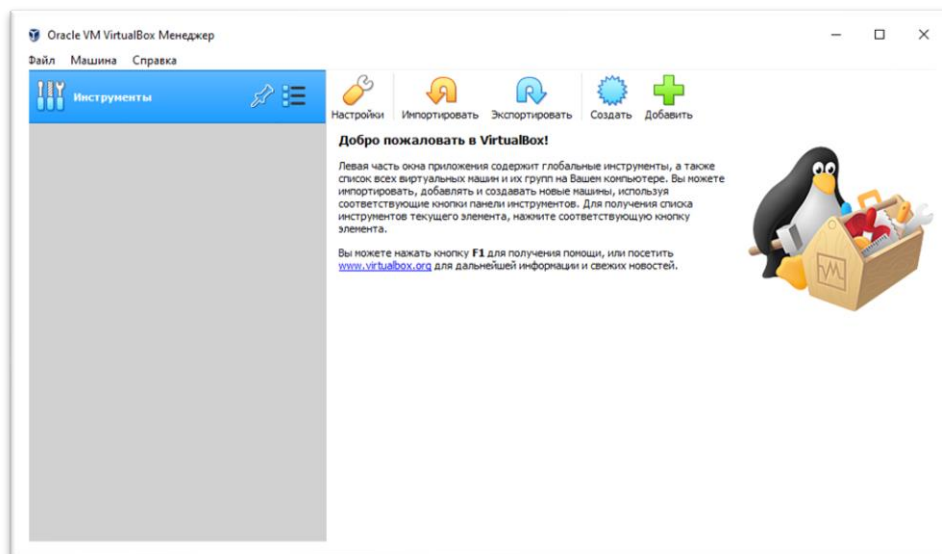 Oracle VM VirtualBox Менеджер
Файл Машина Справка
Инструменты
Настройки Импортировать Экспортировать Создать Добавить
Добро пожаловать в VirtualBox!
Левая часть окна приложения содержит глобальные инструменты, а также
список всех виртуальных машин и их групп на Вашем компьютере. Вы можете
импортировать, добавлять и создавать новые машины, используя
соответствующие кнопки панели инструментов. Для получения списка
инструментов текущего элемента, нажмите соответствующую кнопку
элемента.
Вы можете нажать кнопку F1 для получения помощи, или посетить
www.virtualbox.org для дальнейшей информации и свежих новостей.